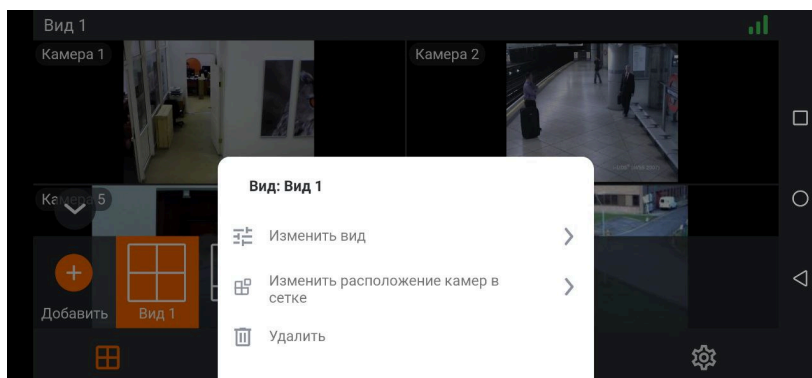 Вид 1
Камера 1
Камера 2
Камера 5
Вид: Вид 1
Изменить вид
Изменить расположение камер в
сетке
Удалить
Добавить
Вид 1